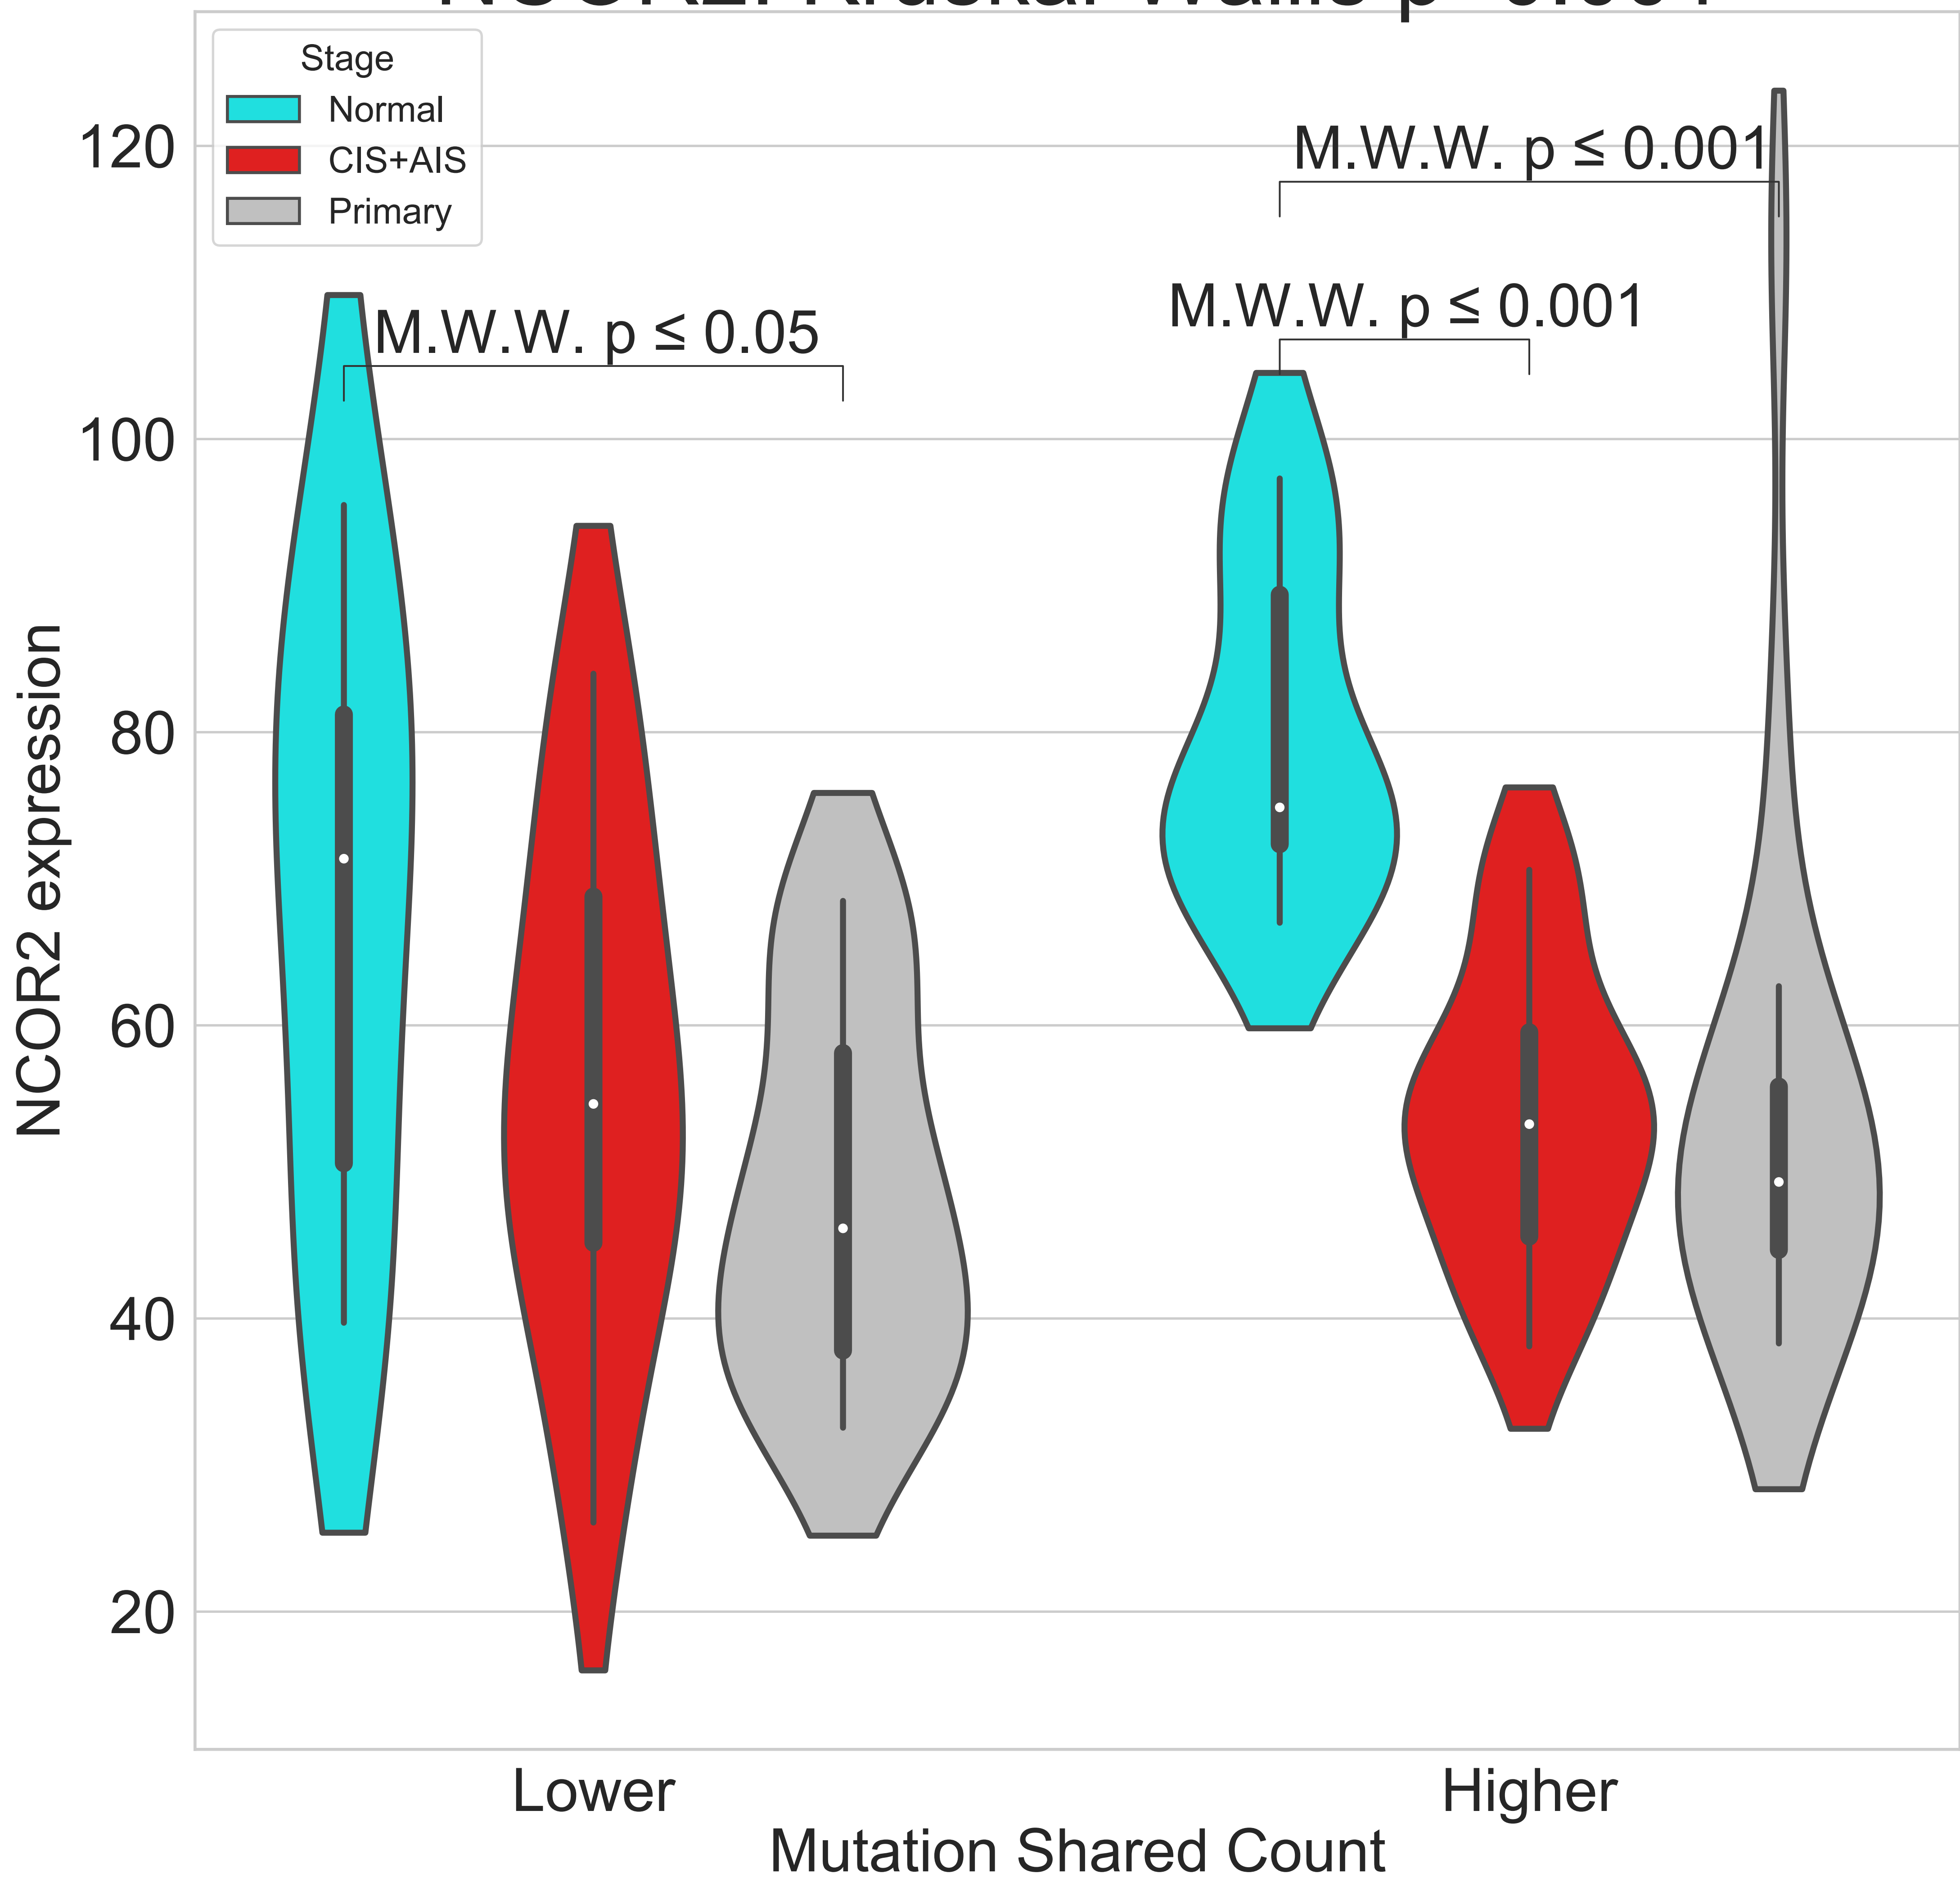 Stage
Normal
CIS+AIS
Primary
M.W.W. p ≤ 0.001
M.W.W. p ≤ 0.001
M.W.W. p ≤ 0.05
120
100
80
60
40
20
NCOR2 expression
Lower
Higher
Mutation Shared Count